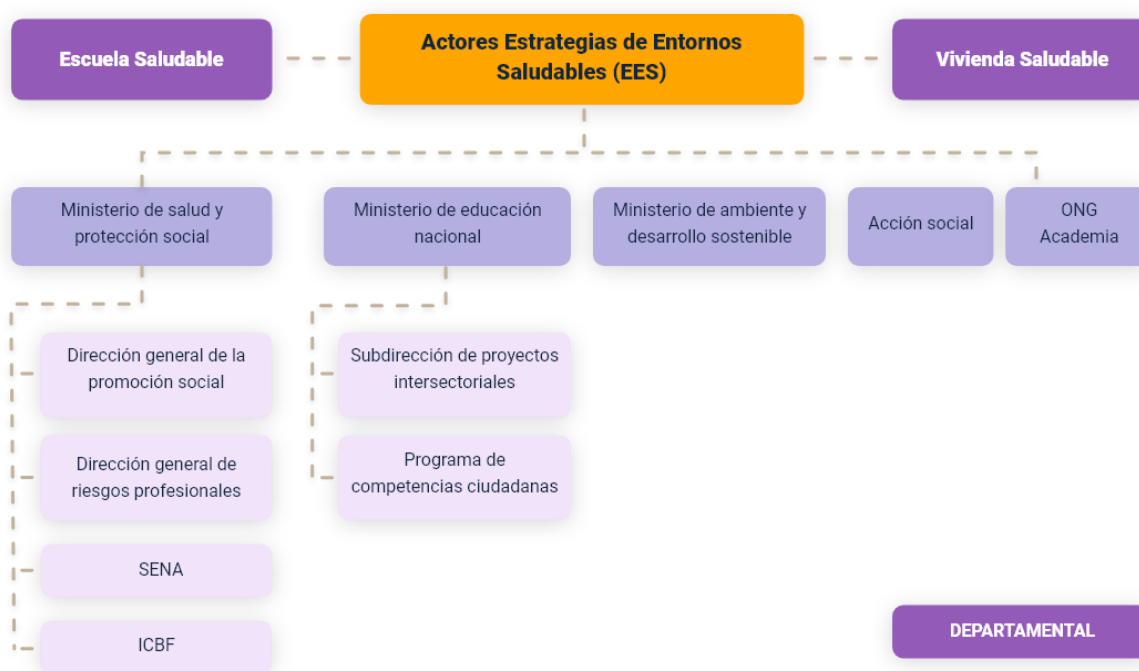 Escuela Saludable
Actores Estrategias de Entornos
Saludables (EES)
Vivienda Saludable
Ministerio de salud y
protección social
Ministerio de educación
nacional
Ministerio de ambiente y
desarrollo sostenible
Acción social
ONG
Academia
Dirección general de la
promoción social
Dirección general de
riesgos profesionales
SENA
ICBF
Subdirección de proyectos
intersectoriales
Programa de
competencias ciudadanas
DEPARTAMENTAL